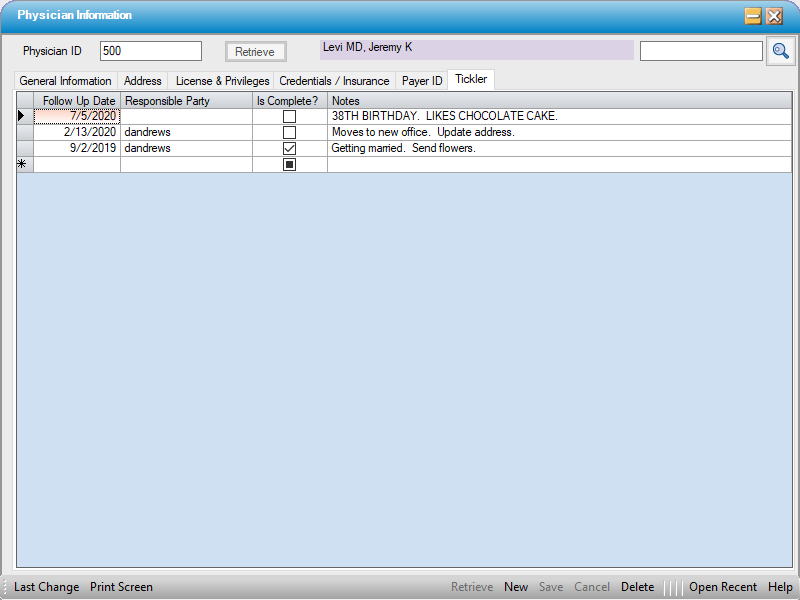 Physician Information
Physician ID 500 Retrieve Levi MD, Jeremy K
General Information Address License & Privileges Credentials / Insurance Payer ID Tickler
Follow Up Date Responsible Party Is Complete? Notes
7/5/2020 38TH BIRTHDAY. LIKES CHOCOLATE CAKE.
2/13/2020 dandrews Moves to new office. Update address.
9/2/2019 dandrews Getting married. Send flowers.
Last Change Print Screen Retrieve New Save Cancel Delete Open Recent Help